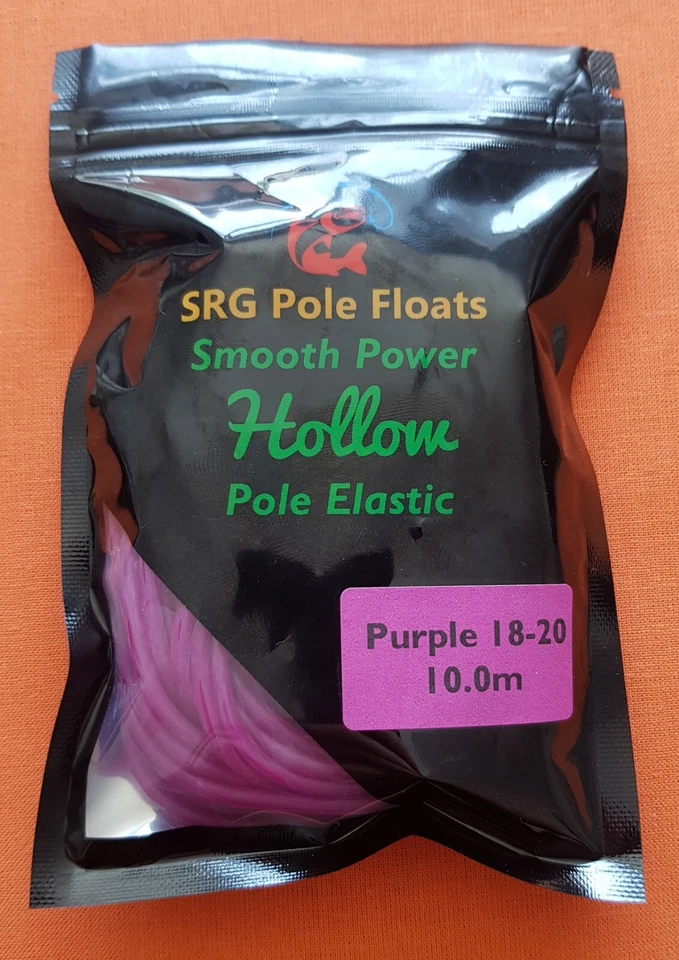 SRG Pole Floats
Smooth Power
Hollow
Pole Elastic
Purple 18-20
10.0m